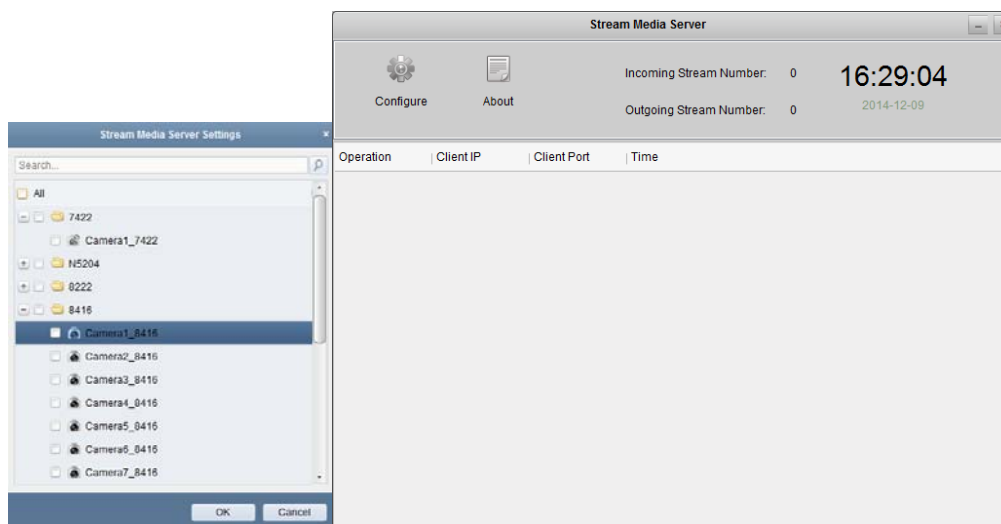 Stream Media Server
Configure
About
Incoming Stream Number: 0
Outgoing Stream Number: 0
16:29:04
2014-12-09
Operation Client IP Client Port Time
Stream Media Server Settings
Search...
All
7422
Camera1_7422
N5204
8222
8416
Camera1_8416
Camera2_8416
Camera3_8416
Camera4_8416
Camera5_8416
Camera6_8416
Camera7_8416
OK Cancel